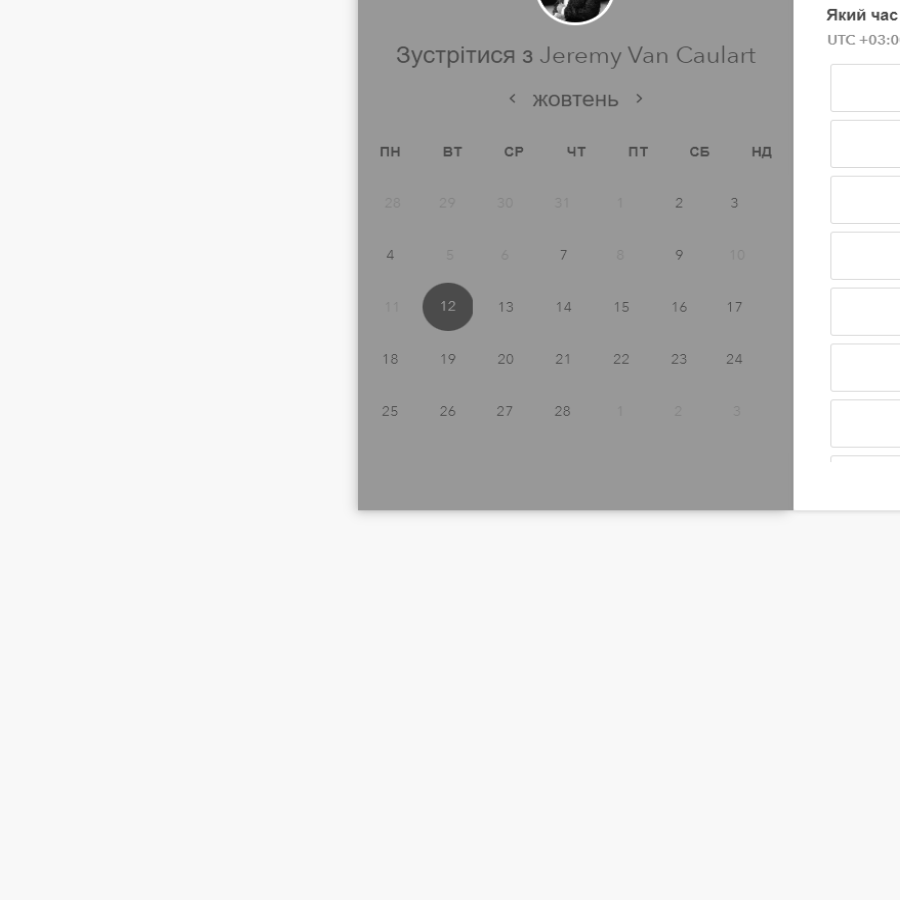 Зустрітися з Jeremy Van Caulart
< жовтень >
ПН ВТ СР ЧТ ПТ СБ НД
28 29 30 31 1 2 3
4 5 6 7 8 9 10
11 12 13 14 15 16 17
18 19 20 21 22 23 24
25 26 27 28 1 2 3
Який час
UTC +03:0